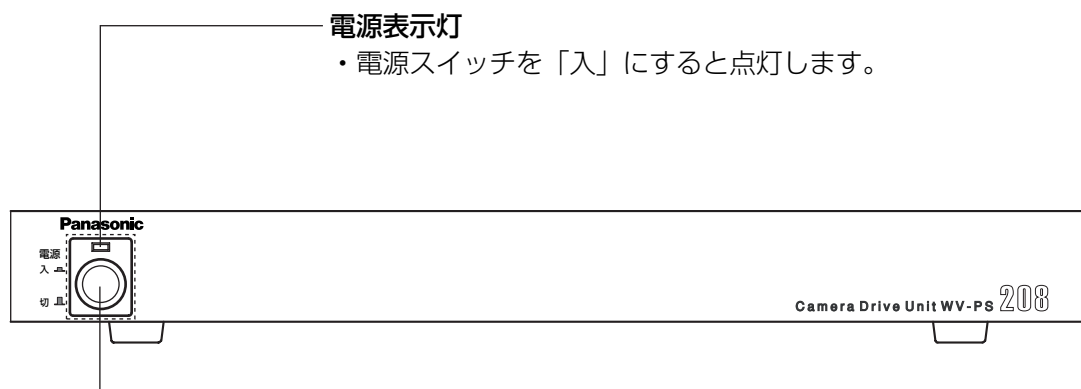 電源表示灯
・電源スイッチを「入」にすると点灯します。
Panasonic
電源
入
切
Camera Drive Unit WV-PS 208